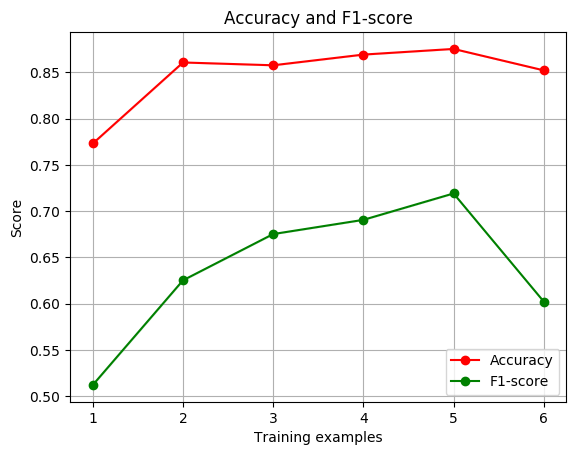 Accuracy and F1-score
Score
0.85
0.80
0.75
0.70
0.65
0.60
0.55
0.50
1 2 3 4 5 6
Training examples
Accuracy
F1-score